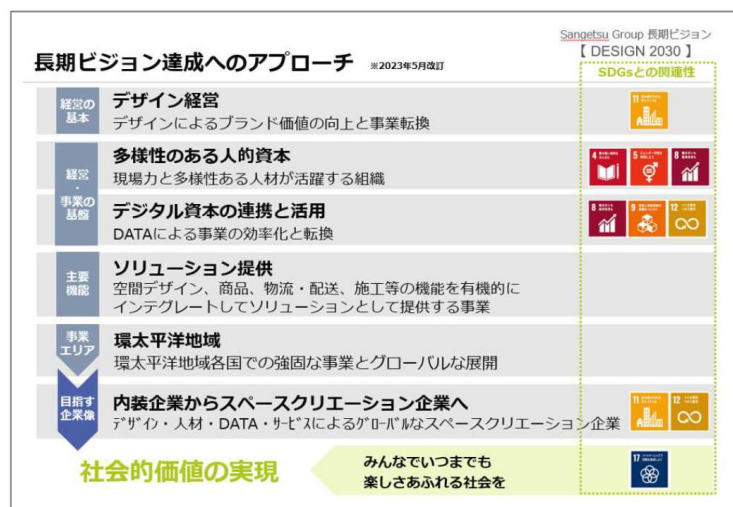 Sangetsu Group 長期ビジョン
【 DESIGN 2030 】
長期ビジョン達成へのアプローチ ※2023年5月改訂
SDGsとの関連性
経営の
基本
デザイン経営
デザインによるブランド価値の向上と事業転換
11
経営
・
事業の
基盤
多様性のある人的資本
現場力と多様性ある人材が活躍する組織
4 5 8
デジタル資本の連携と活用
DATAによる事業の効率化と転換
8 9 12
主要
機能
ソリューション提供
空間デザイン、商品、物流・配送、施工等の機能を有機的に
インテグレートしてソリューションとして提供する事業
事業
エリア
環太平洋地域
環太平洋地域各国での強固な事業とグローバルな展開
目指す
企業像
内装企業からスペースクリエーション企業へ
デザイン・人材・DATA・サービスによるグローバルなスペースクリエーション企業
11 12
社会的価値の実現
みんなでいつまでも
楽しさあふれる社会を
17